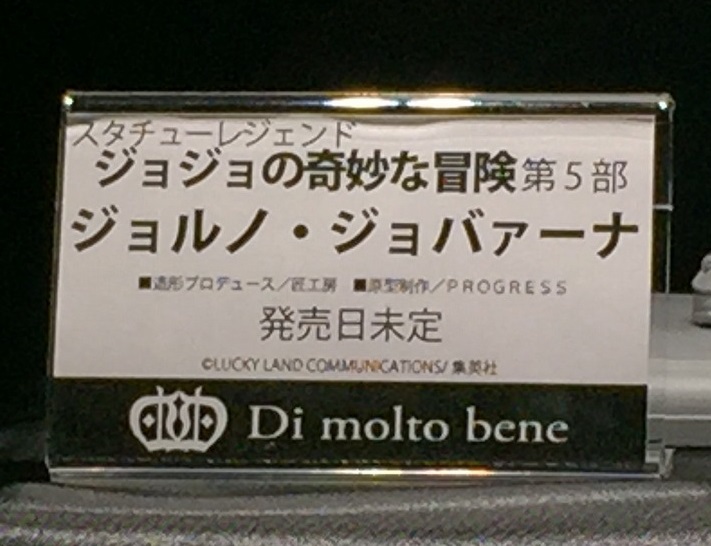 スタチューレジェンド
ジョジョの奇妙な冒険 第5部
ジョルノ・ジョバァーナ
■造形プロデュース／匠工房 ■原型制作／PROGRESS
発売日未定
©LUCKY LAND COMMUNICATIONS/ 集英社
Di molto bene